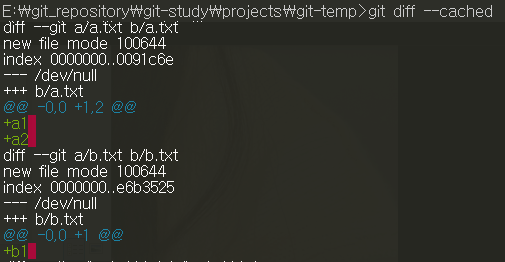 E:₩git_repository₩git-study₩projects₩git-temp>git diff --cached
diff --git a/a.txt b/a.txt
new file mode 100644
index 0000000..0091c6e
--- /dev/null
+++ b/a.txt
@@ -0,0 +1,2 @@
+a1
+a2
diff --git a/b.txt b/b.txt
new file mode 100644
index 0000000..e6b3525
--- /dev/null
+++ b/b.txt
@@ -0,0 +1 @@
+b1